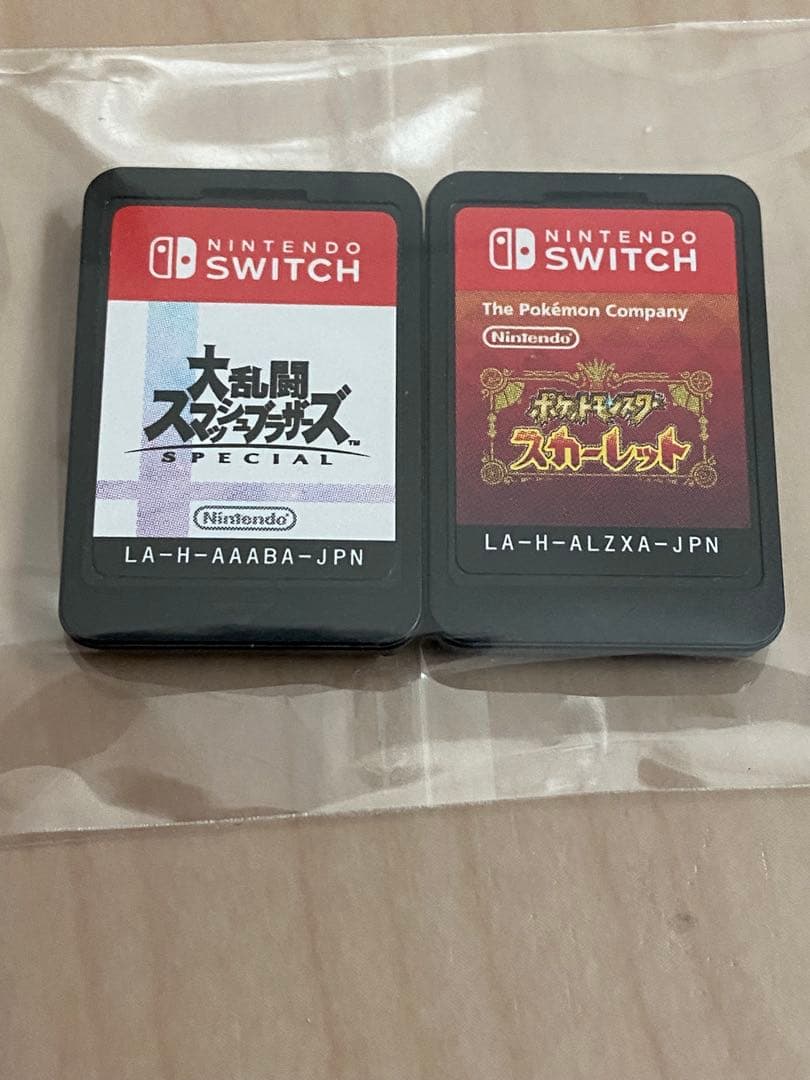 NINTENDO
SWITCH
大乱闘
スマッシュブラザーズ™
SPECIAL
Nintendo
LA-H-AAABA-JPN
NINTENDO
SWITCH
The Pokémon Company
Nintendo
ポケットモンスター
スカーレット
LA-H-ALZXA-JPN